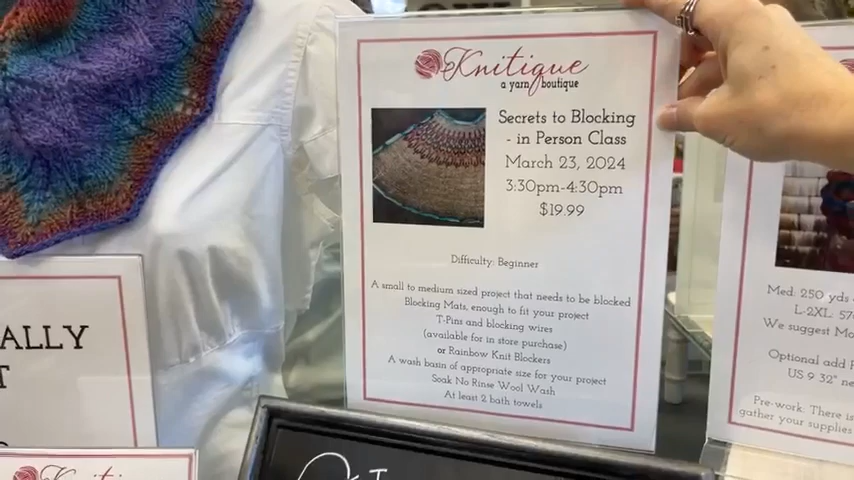 Knitique
a yarn boutique
Secrets to Blocking
- in Person Class
March 23, 2024
3:30pm-4:30pm
$19.99
Difficulty: Beginner
A small to medium sized project that needs to be blocked
Blocking Mats, enough to fit your project
T-Pins and blocking wires
(available for in store purchase)
or Rainbow Knit Blockers
A wash basin of appropriate size for your project
Soak No Rinse Wool Wash
At least 2 bath towels
ALLY
Med: 250 yds
L-2XL: 57
We suggest
Optional add
US 9 32"
Pre-work: There is
gather your supplies